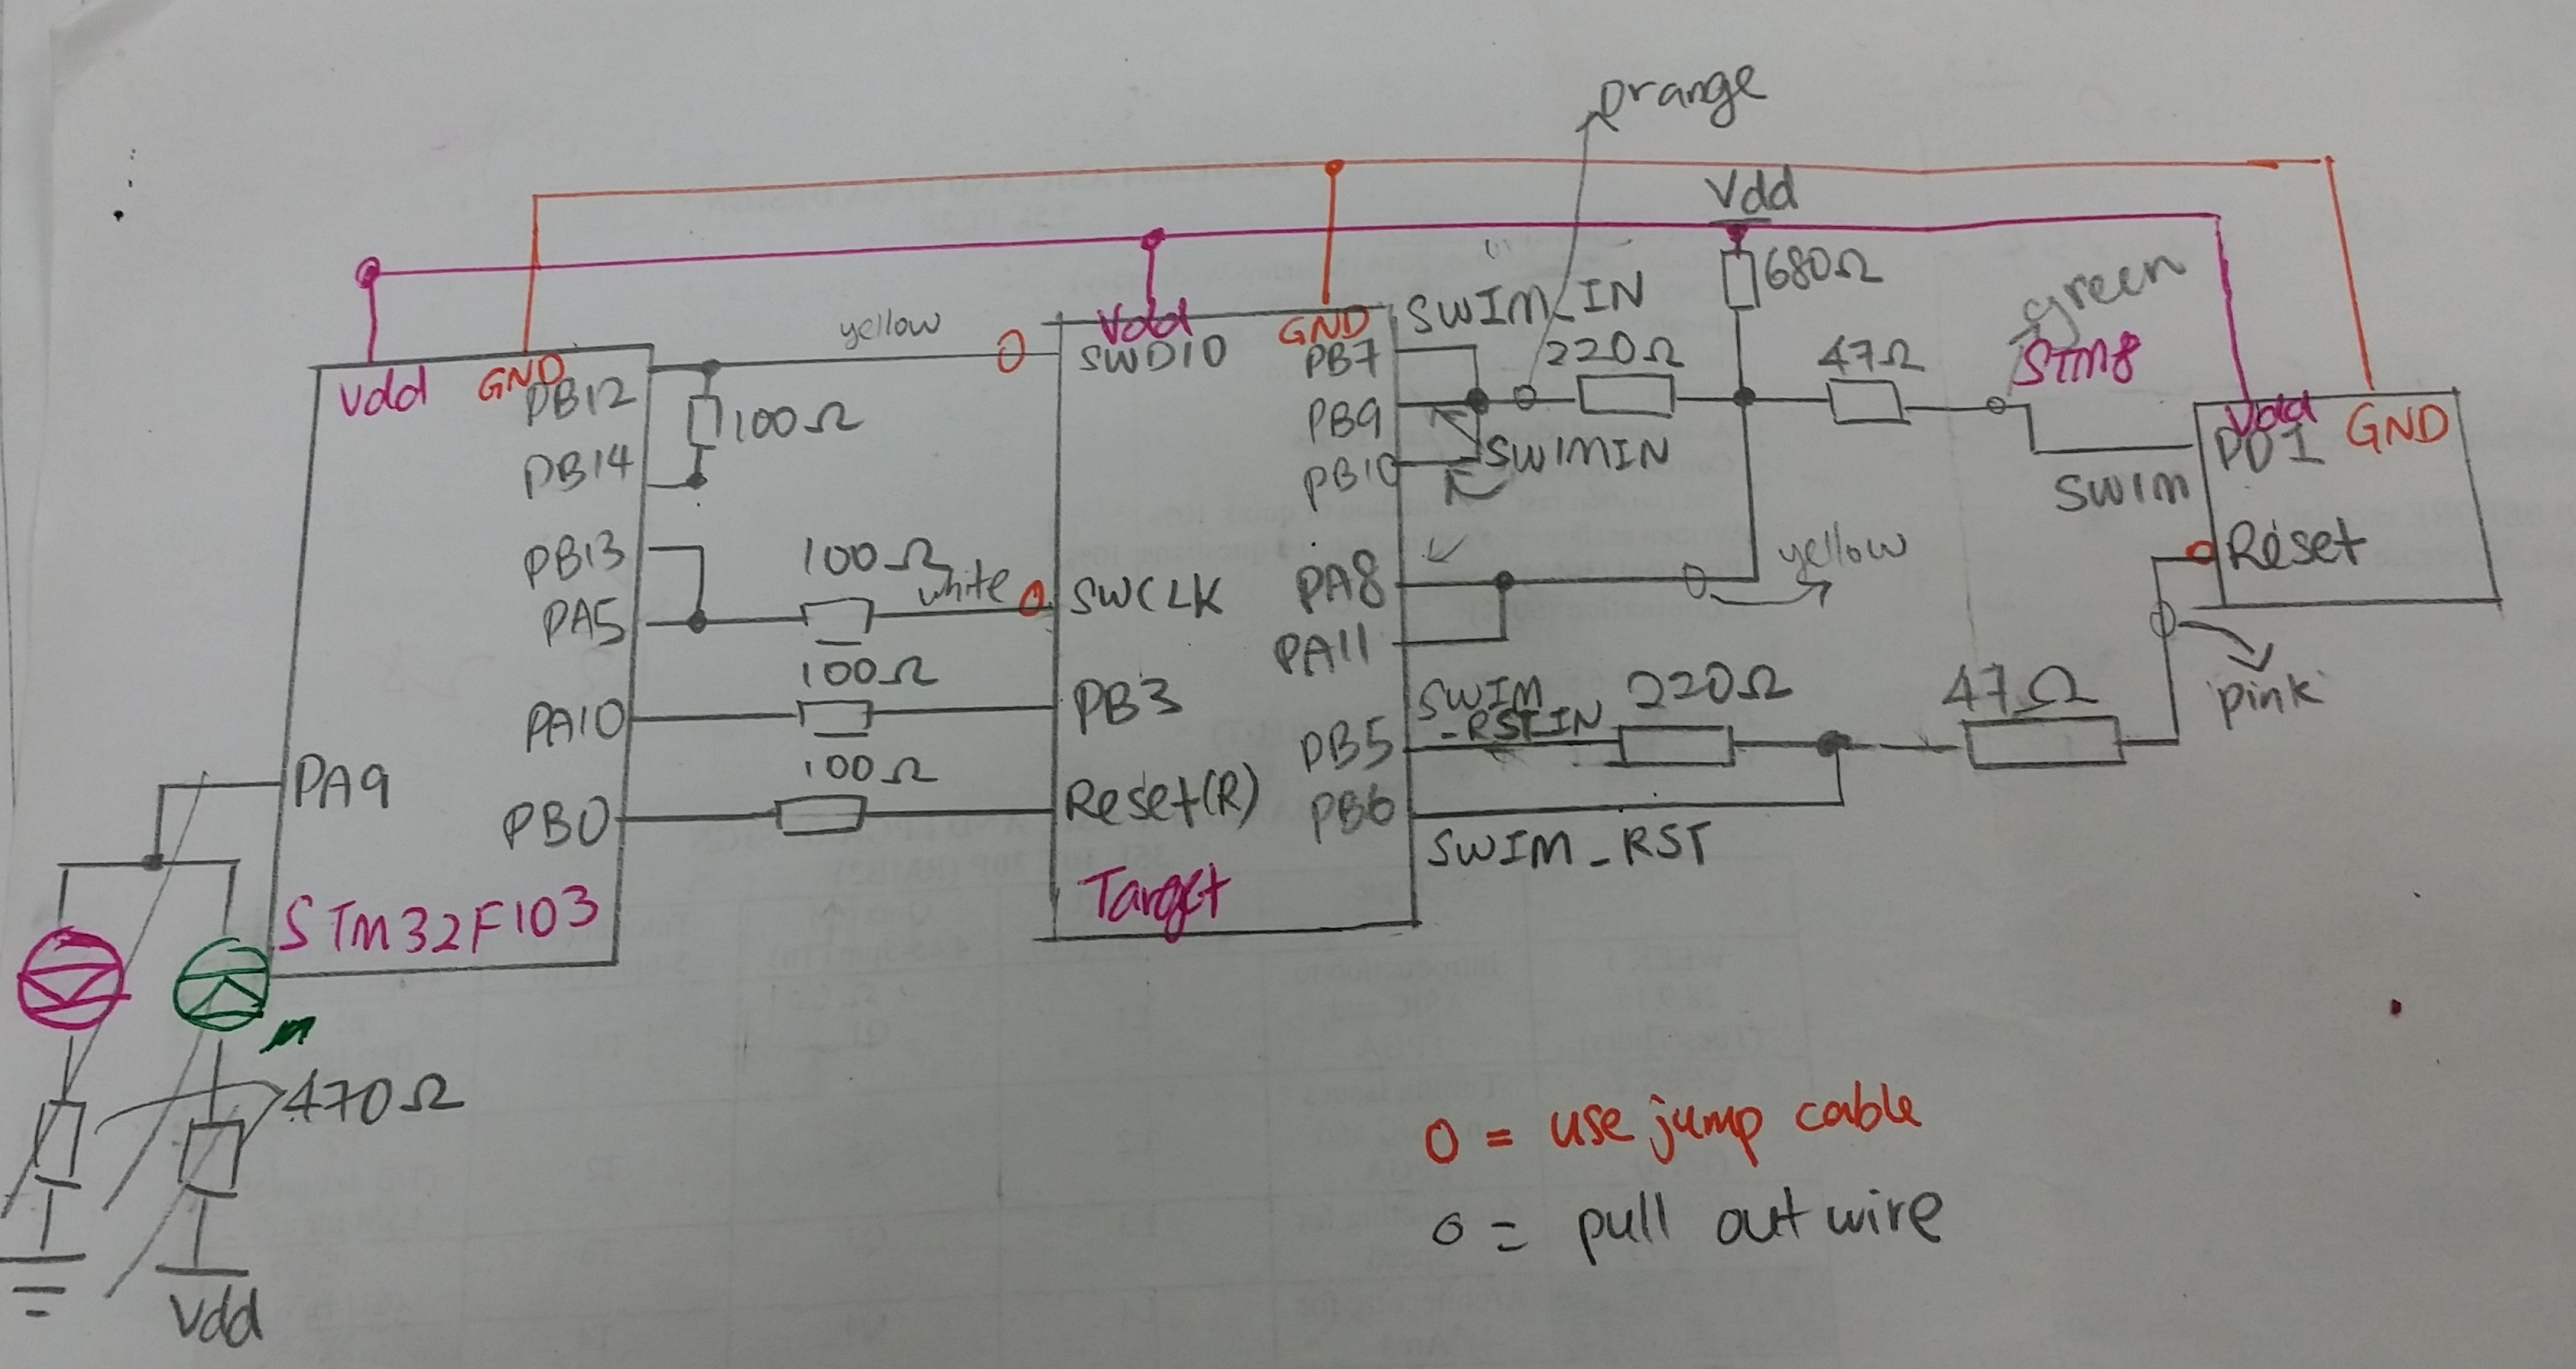 orange
Vdd
680Ω
yellow
green
STM8
Vdd
GND
PB12
100Ω
PB14
PB13
PA5
PA10
PA9
PB0
STM32F103
100Ω
white
100Ω
100Ω
Vdd
GND
SWDIO
SWCLK
PB3
Reset(R)
Target
PB7
PB9
PB10
PA8
PA11
PB5
PB6
SWIM_IN
220Ω
47Ω
SWIMIN
yellow
SWIM
_RSTIN
220Ω
47Ω
SWIM_RST
SWIM
Vdd
GND
PD1
Reset
pink
470Ω
Vdd
O = use jump cable
o = pull out wire